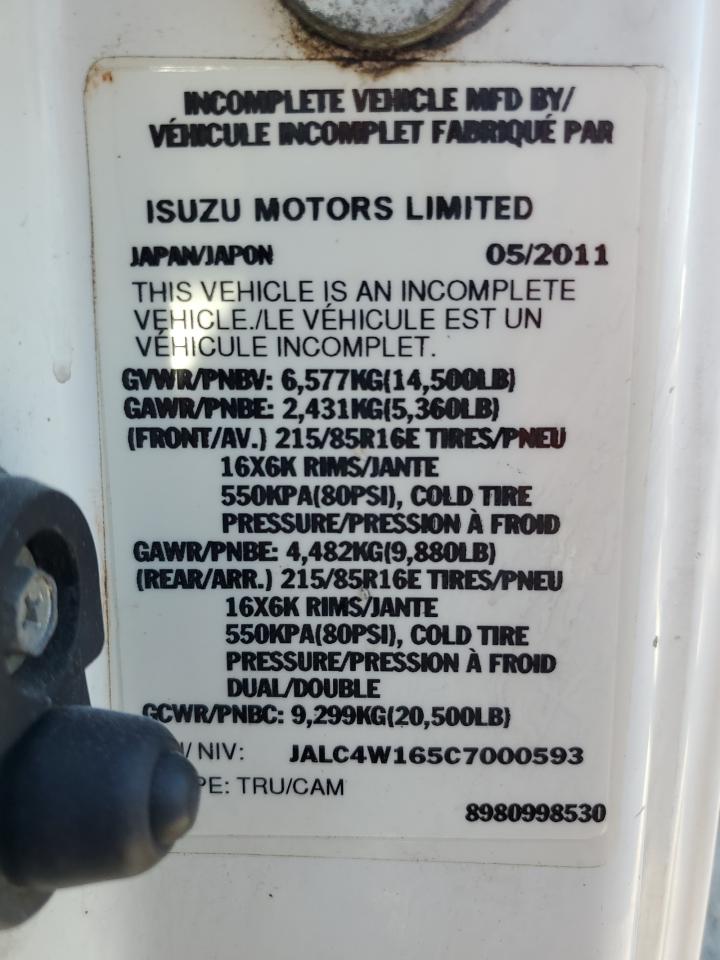 INCOMPLETE VEHICLE MFD BY/
VÉHICULE INCOMPLET FABRIQUÉ PAR
ISUZU MOTORS LIMITED
JAPAN/JAPON 05/2011
THIS VEHICLE IS AN INCOMPLETE
VEHICLE./LE VÉHICULE EST UN
VÉHICULE INCOMPLET.
GVWR/PNBV: 6,577KG(14,500LB)
GAWR/PNBE: 2,431KG(5,360LB)
(FRONT/AV.) 215/85R16E TIRES/PNEU
16X6K RIMS/JANTE
550KPA(80PSI), COLD TIRE
PRESSURE/PRESSION À FROID
GAWR/PNBE: 4,482KG(9,880LB)
(REAR/ARR.) 215/85R16E TIRES/PNEU
16X6K RIMS/JANTE
550KPA(80PSI), COLD TIRE
PRESSURE/PRESSION À FROID
DUAL/DOUBLE
GCWR/PNBC: 9,299KG(20,500LB)
/ NIV: JALC4W165C7000593
PE: TRU/CAM
8980998530